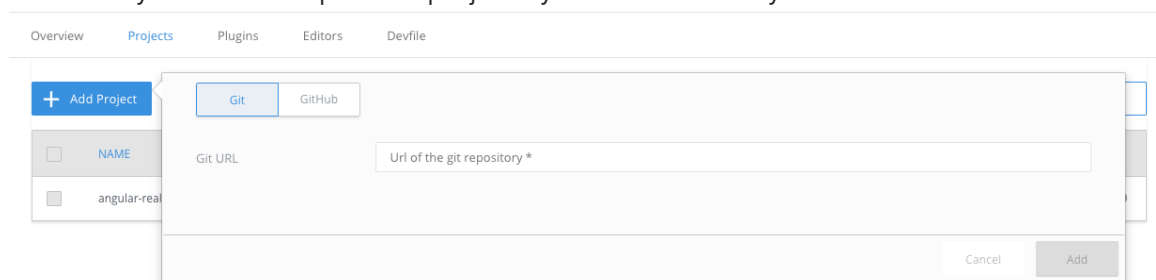 Overview Projects Plugins Editors Devfile
+ Add Project Git GitHub
NAME Git URL Url of the git repository *
angular-real
Cancel Add